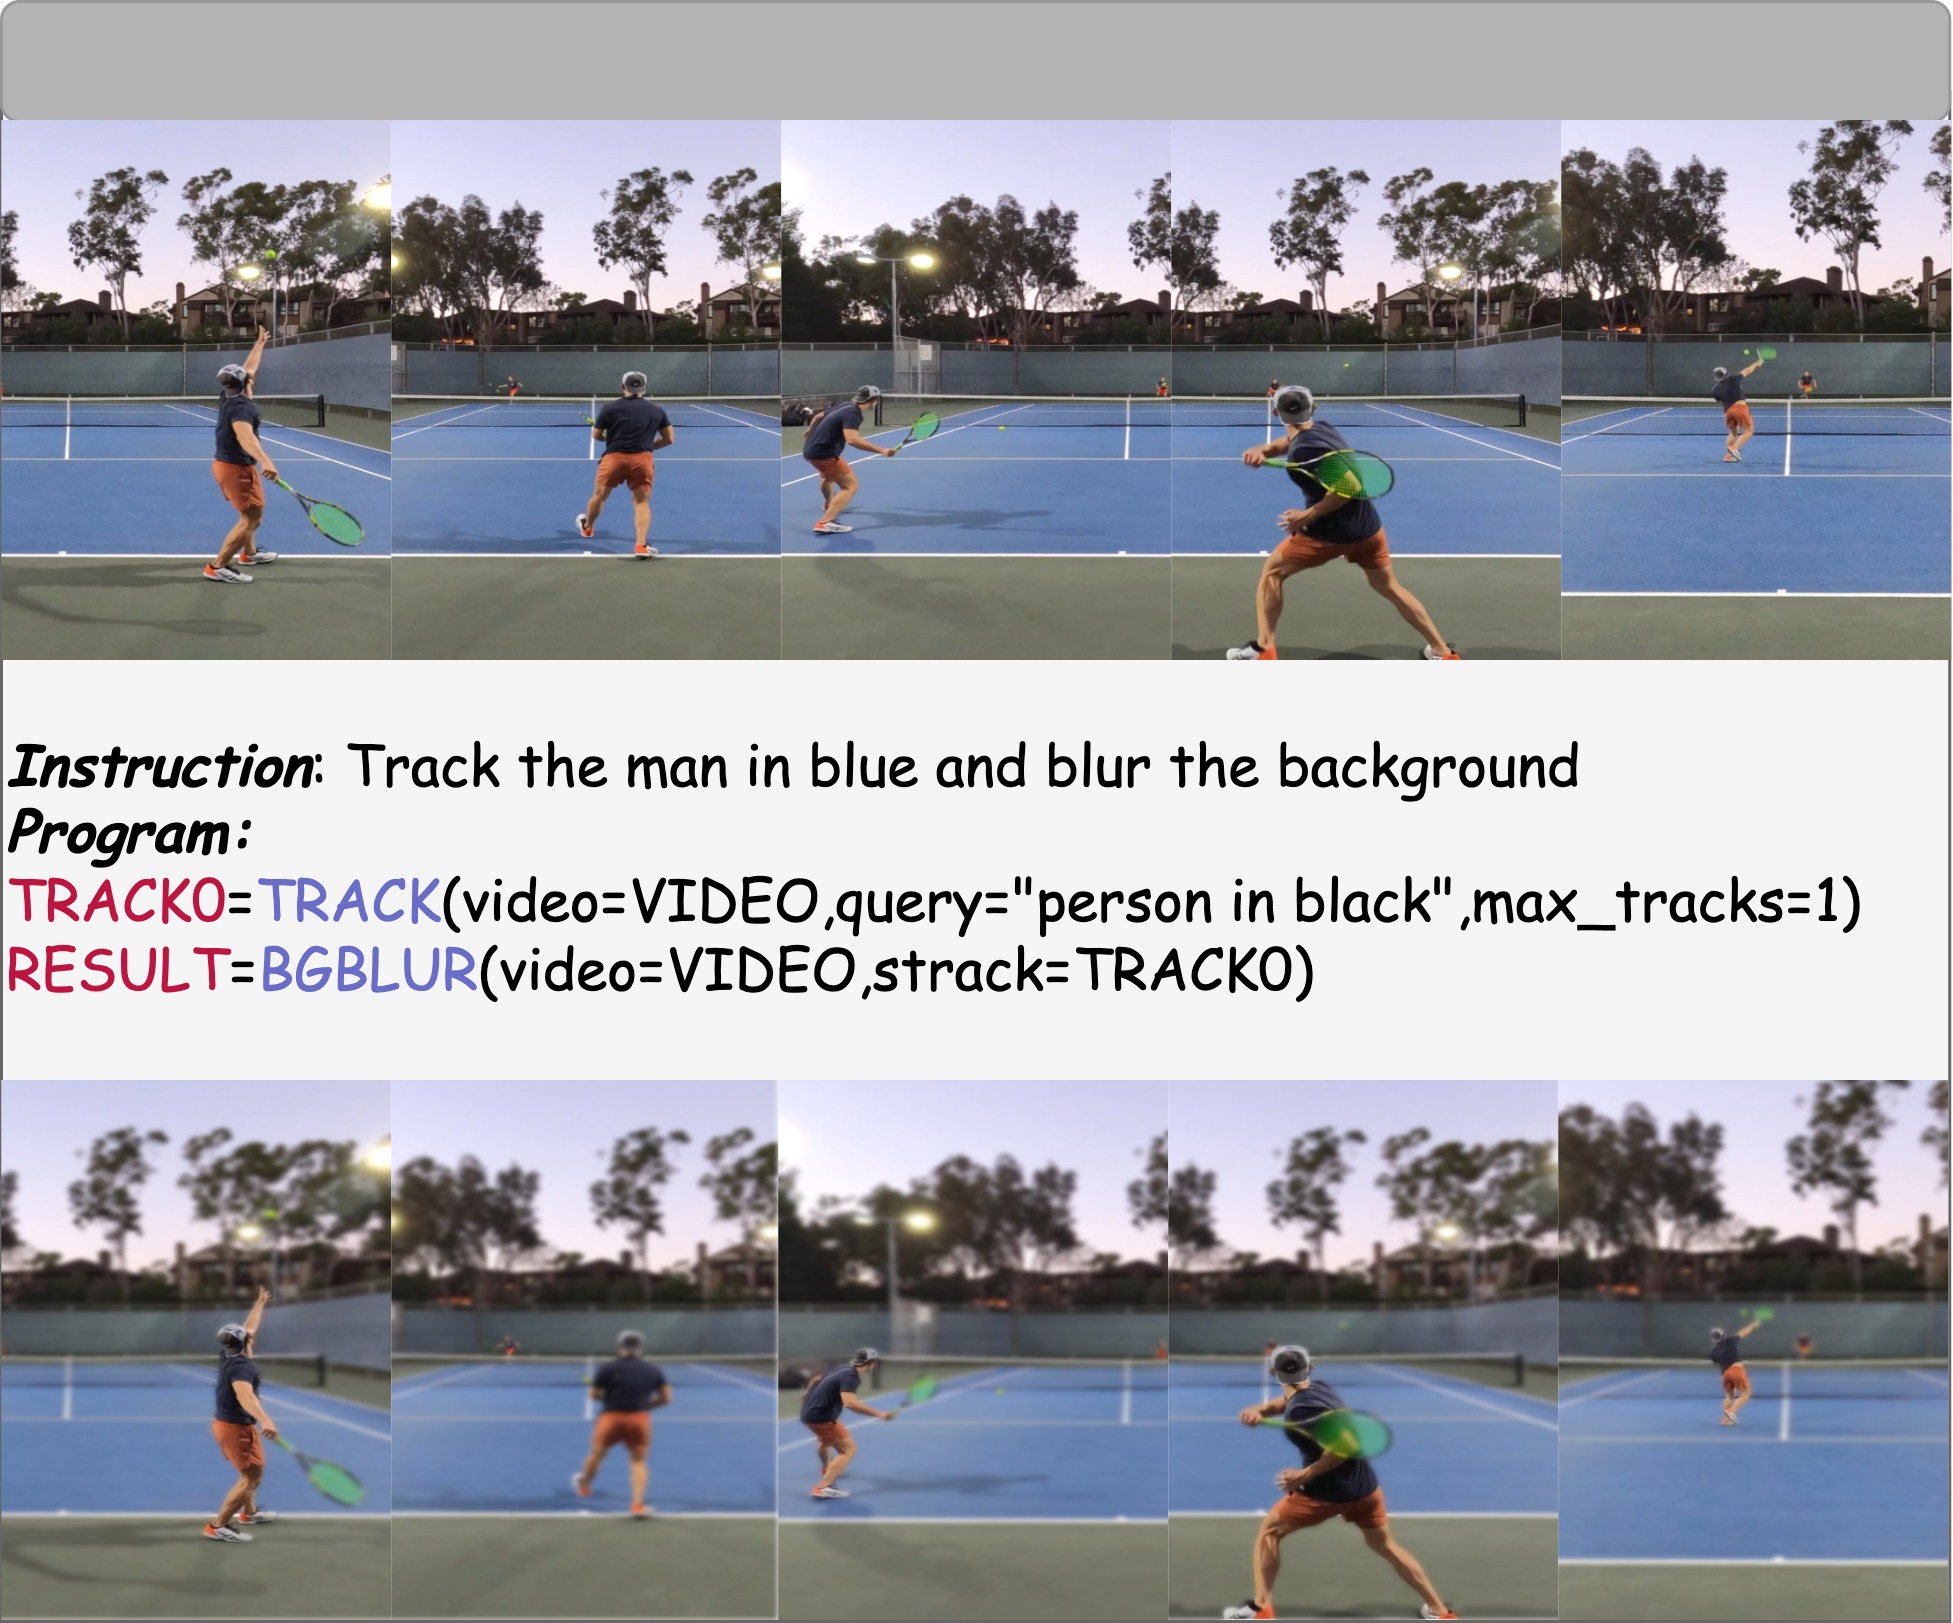 Instruction: Track the man in blue and blur the background
Program:
TRACK0=TRACK(video=VIDEO,query="person in black",max_tracks=1)
RESULT=BGBLUR(video=VIDEO,strack=TRACK0)